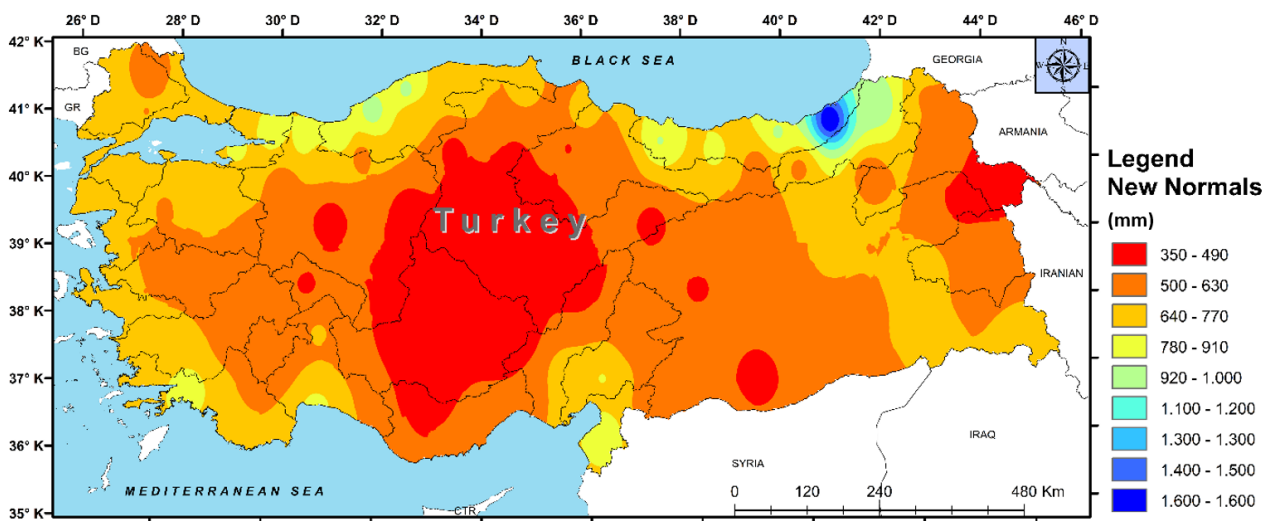 26° D 28° D 30° D 32° D 34° D 36° D 38° D 40° D 42° D 44° D 46° D
42° K
41° K
40° K
39° K
38° K
37° K
36° K
35° K
BG
GR
BLACK SEA
GEORGIA
ARMANIA
IRANIAN
IRAQ
SYRIA
CTR
MEDITERRANEAN SEA
Turkey
N
W
0 120 240 480 Km
Legend
New Normals
(mm)
350 - 490
500 - 630
640 - 770
780 - 910
920 - 1.000
1.100 - 1.200
1.300 - 1.300
1.400 - 1.500
1.600 - 1.600